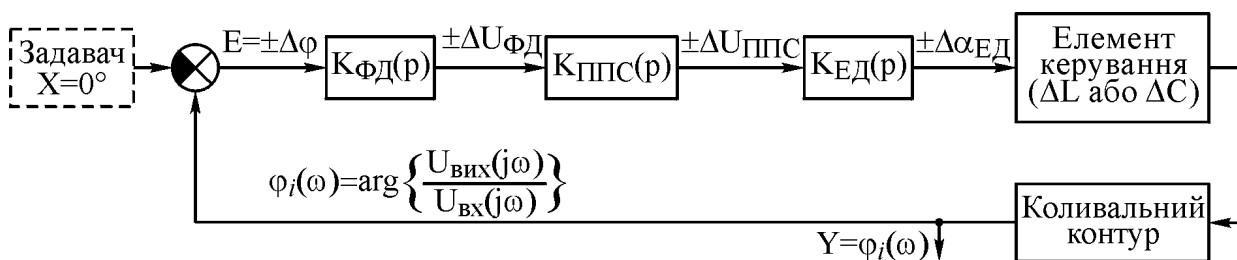 Задавач
X=0°
E=±Δφ
K_ФД(p)
±ΔU_ФД
K_ППС(p)
±ΔU_ППС
K_ЕД(p)
±Δα_ЕД
Елемент
керування
(ΔL або ΔC)
φ_i(ω)=arg{U_вих(jω)/U_вх(jω)}
Y=φ_i(ω)
Коливальний
контур